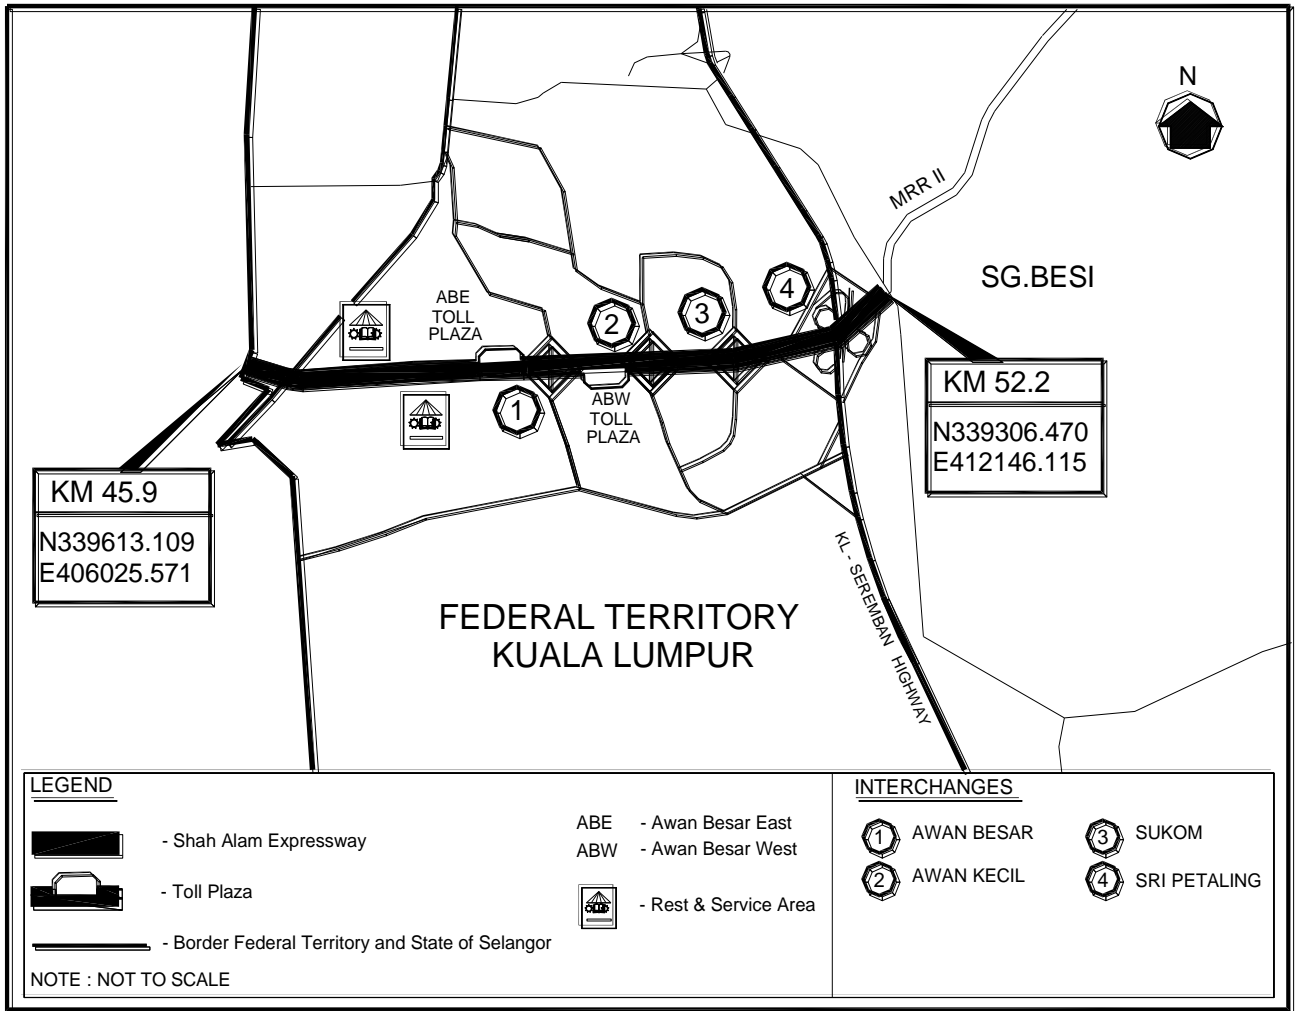 N
MRR II
SG.BESI
ABE
TOLL
PLAZA
2
3
4
1
ABW
TOLL
PLAZA
KM 52.2
N339306.470
E412146.115
KM 45.9
N339613.109
E406025.571
KL - SEREMBAN HIGHWAY
FEDERAL TERRITORY
KUALA LUMPUR
LEGEND
- Shah Alam Expressway
- Toll Plaza
- Border Federal Territory and State of Selangor
NOTE : NOT TO SCALE
ABE - Awan Besar East
ABW - Awan Besar West
- Rest & Service Area
INTERCHANGES
1 AWAN BESAR
2 AWAN KECIL
3 SUKOM
4 SRI PETALING